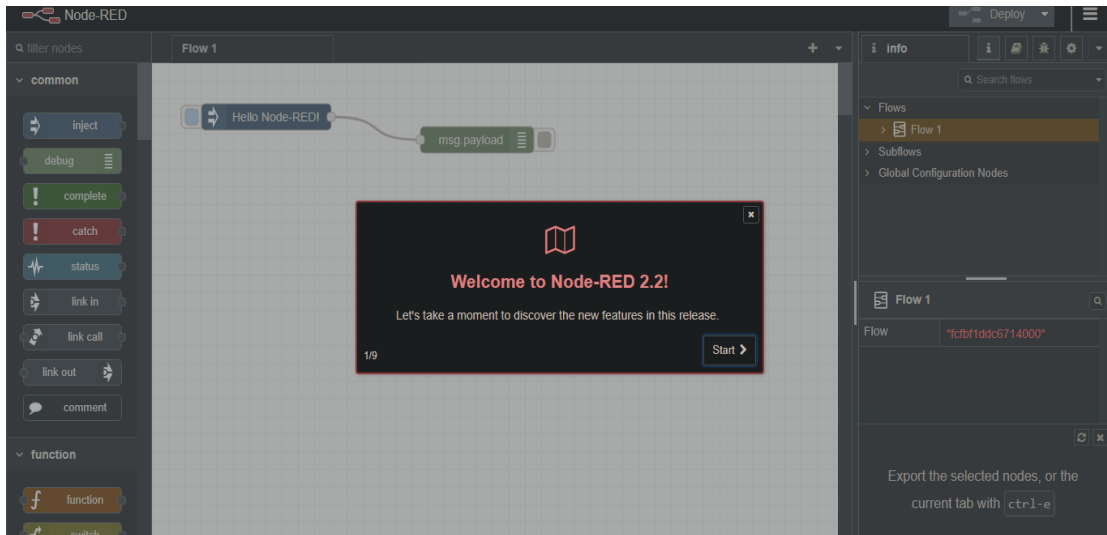 Node-RED
Deploy
filter nodes
Flow 1
info
Search flows
common
inject
debug
complete
catch
status
link in
link call
link out
comment
function
function
switch
Hello Node-RED!
msg.payload
Welcome to Node-RED 2.2!
Let's take a moment to discover the new features in this release.
1/9
Start
Flows
Flow 1
Subflows
Global Configuration Nodes
Flow 1
Flow
"fcfbf1ddc6714000"
Export the selected nodes, or the
current tab with ctrl-e